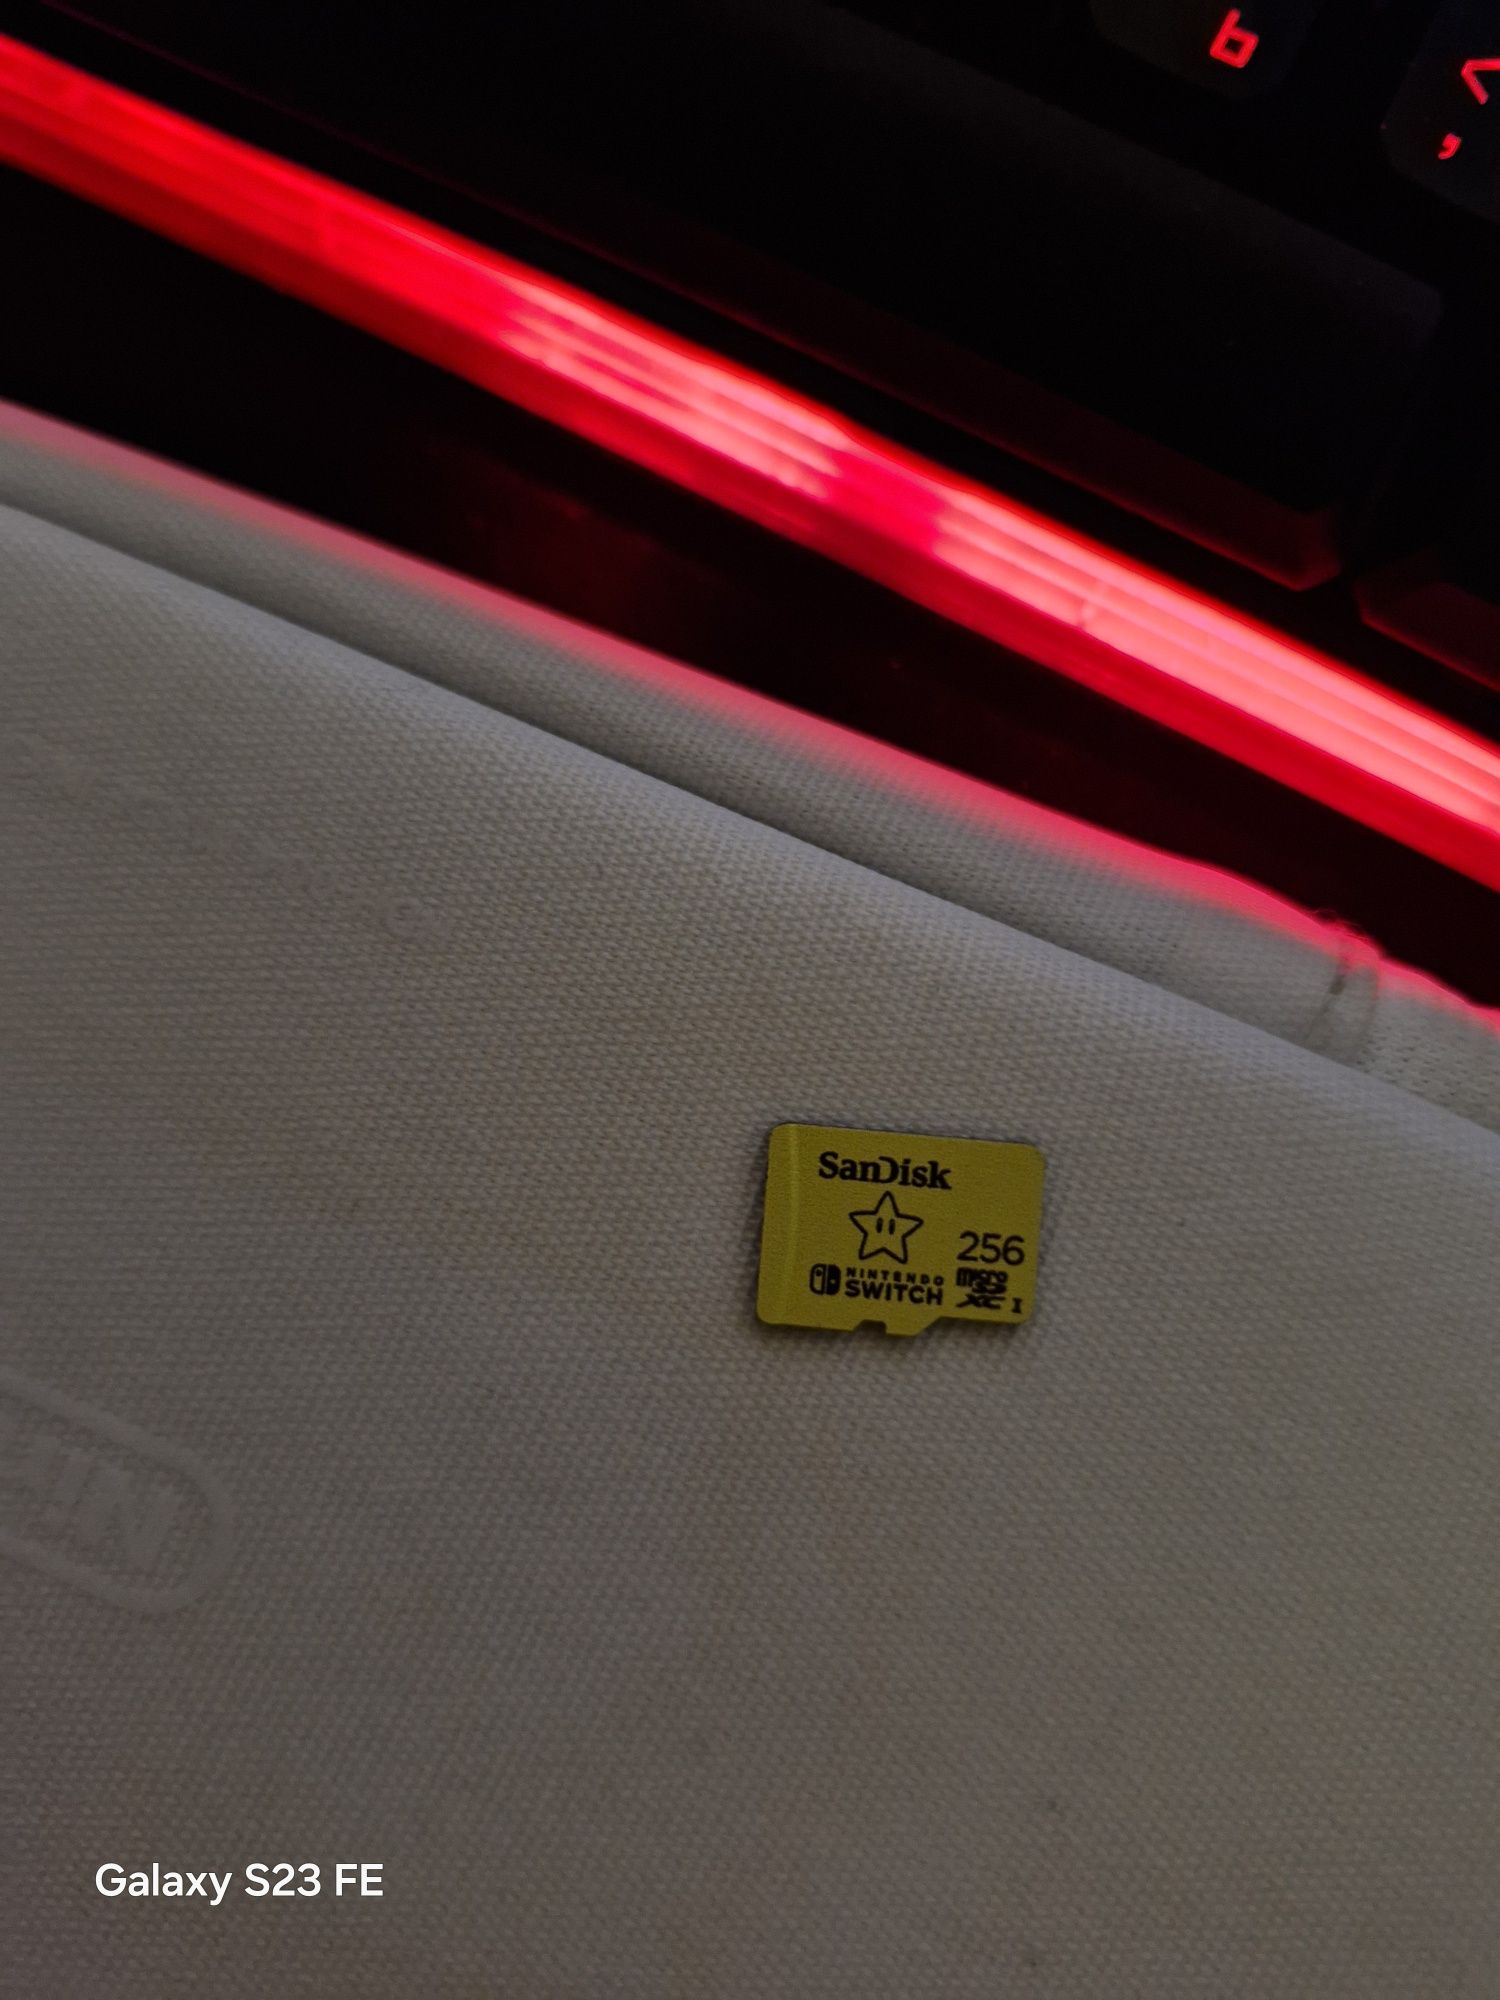 b
<
,
SanDisk
256
NINTENDO
SWITCH
micro
SD
XC I
Galaxy S23 FE